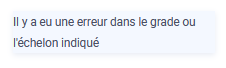 Il y a eu une erreur dans le grade ou
l'échelon indiqué